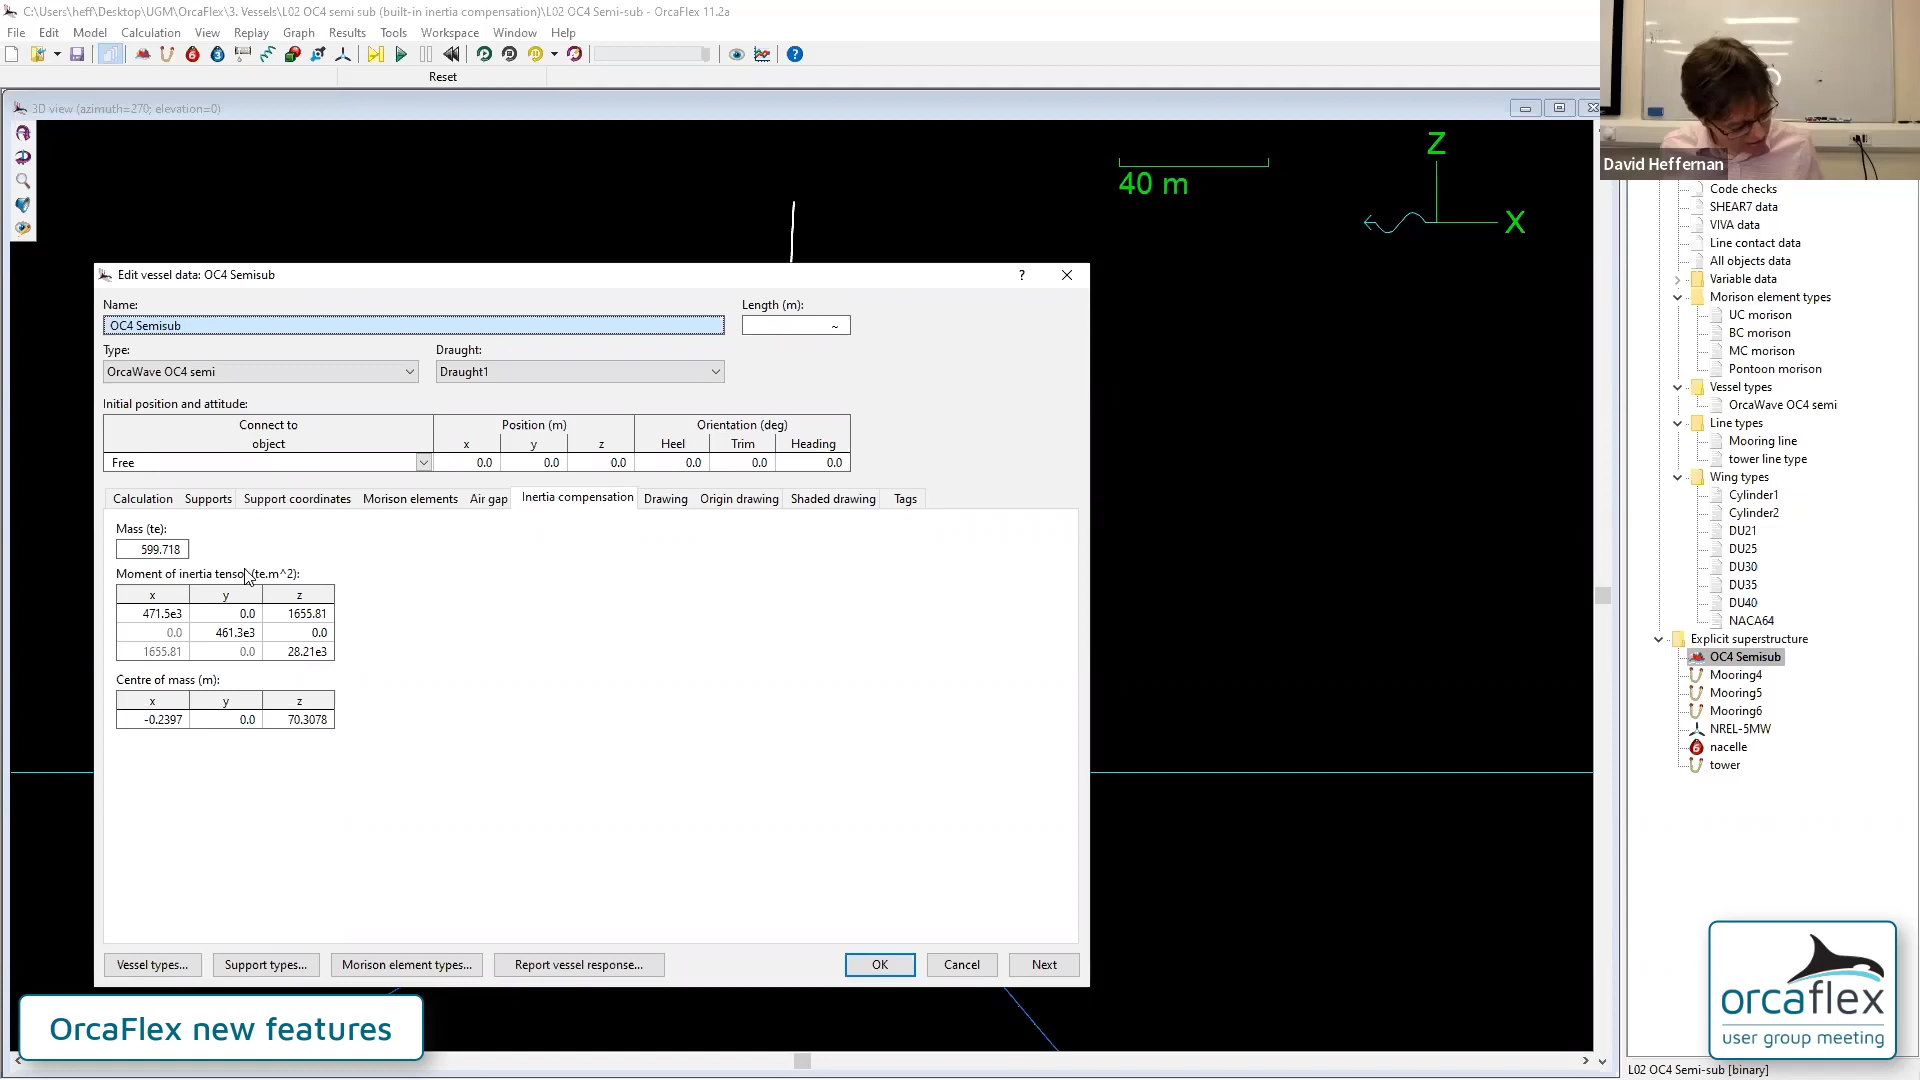 C:\Users\heff\Desktop\UGM\OrcaFlex\3. Vessels\L02 OC4 semi sub (built-in inertia compensation)\L02 OC4 Semi-sub - OrcaFlex 11.2a
File Edit Model Calculation View Replay Graph Results Tools Workspace Window Help
Reset
3D view (azimuth=270; elevation=0)
40 m
Z
X
David Heffernan
Edit vessel data: OC4 Semisub
Name:
Length (m):
OC4 Semisub
~
Type:
Draught:
OrcaWave OC4 semi
Draught1
Initial position and attitude:
Connect to Position (m) Orientation (deg)
object x y z Heel Trim Heading
Free 0.0 0.0 0.0 0.0 0.0 0.0
Calculation Supports Support coordinates Morison elements Air gap Inertia compensation Drawing Origin drawing Shaded drawing Tags
Mass (te):
599.718
Moment of inertia tensor (te.m^2):
x y z
471.5e3 0.0 1655.81
0.0 461.3e3 0.0
1655.81 0.0 28.21e3
Centre of mass (m):
x y z
-0.2397 0.0 70.3078
Vessel types... Support types... Morison element types... Report vessel response... OK Cancel Next
Code checks
SHEAR7 data
VIVA data
Line contact data
All objects data
Variable data
Morison element types
UC morison
BC morison
MC morison
Pontoon morison
Vessel types
OrcaWave OC4 semi
Line types
Mooring line
tower line type
Wing types
Cylinder1
Cylinder2
DU21
DU25
DU30
DU35
DU40
NACA64
Explicit superstructure
OC4 Semisub
Mooring4
Mooring5
Mooring6
NREL-5MW
6 nacelle
tower
OrcaFlex new features
orcaflex
user group meeting
L02 OC4 Semi-sub [binary]